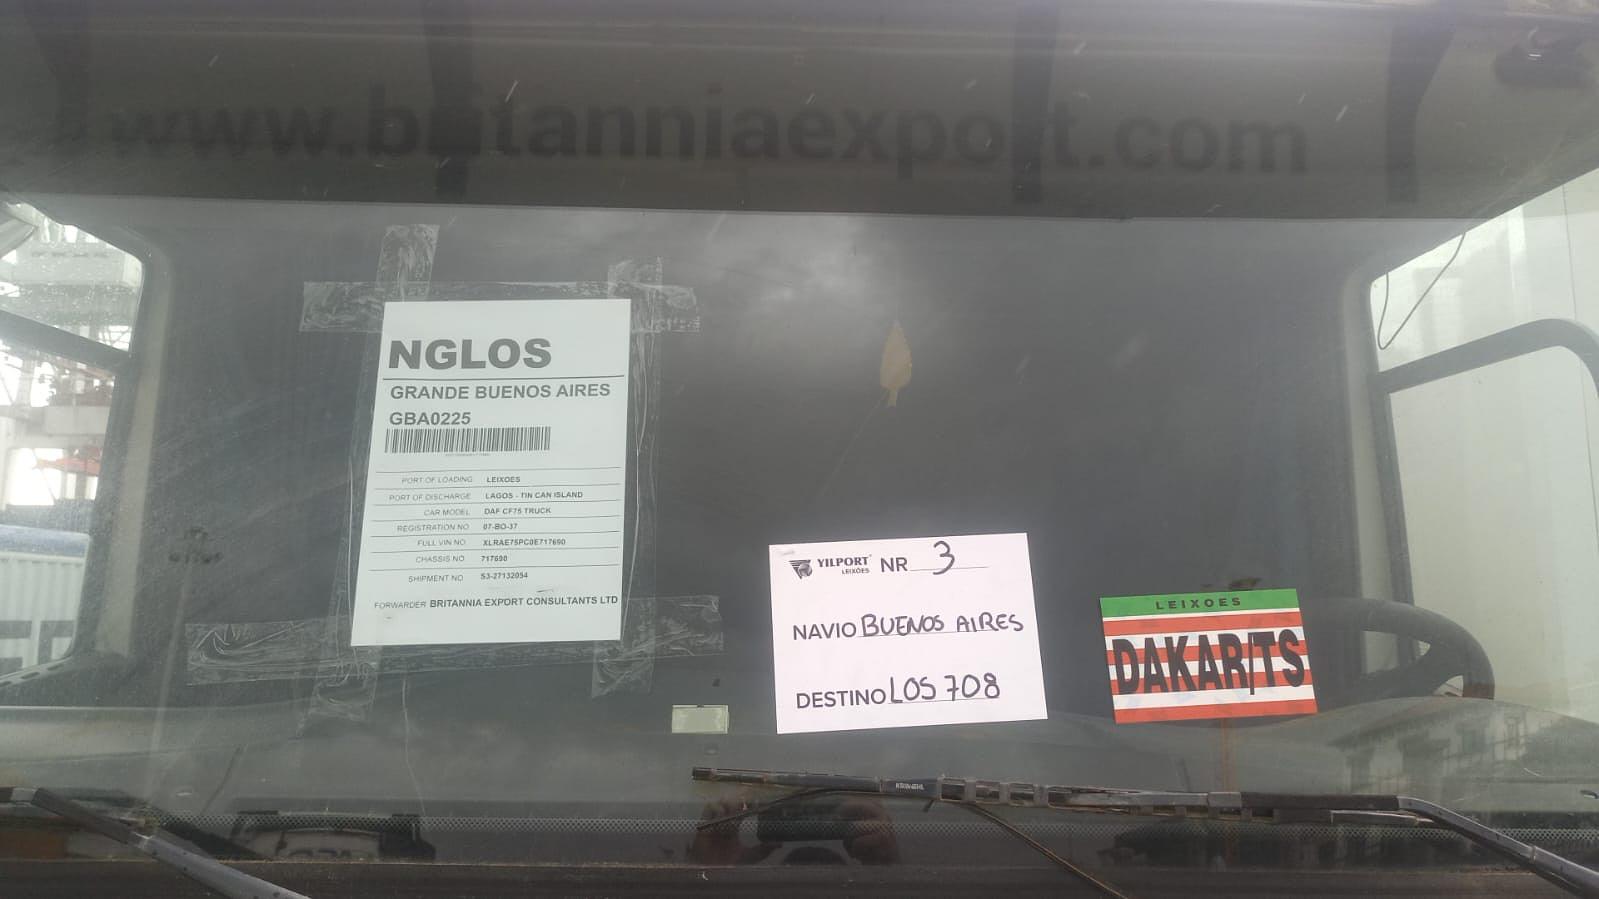 www.britanniaexport.com
NGLOS
GRANDE BUENOS AIRES
GBA0225
PORT OF LOADING LEIXOES
PORT OF DISCHARGE LAGOS - TIN CAN ISLAND
CAR MODEL DAF CF75 TRUCK
REGISTRATION NO 07-BO-37
FULL VIN NO XLRAE75PC0E717690
CHASSIS NO 717690
SHIPMENT NO S3-27132054
FORWARDER BRITANNIA EXPORT CONSULTANTS LTD
YILPORT
LEIXÕES
NR 3
NAVIO BUENOS AIRES
DESTINO LOS 708
LEIXOES
DAKAR/TS